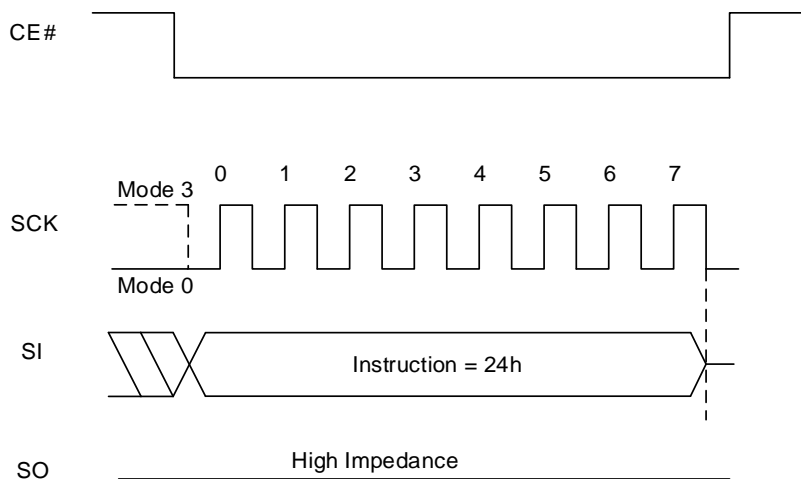 CE#
0 1 2 3 4 5 6 7
Mode 3
SCK
Mode 0
SI
Instruction = 24h
High Impedance
SO